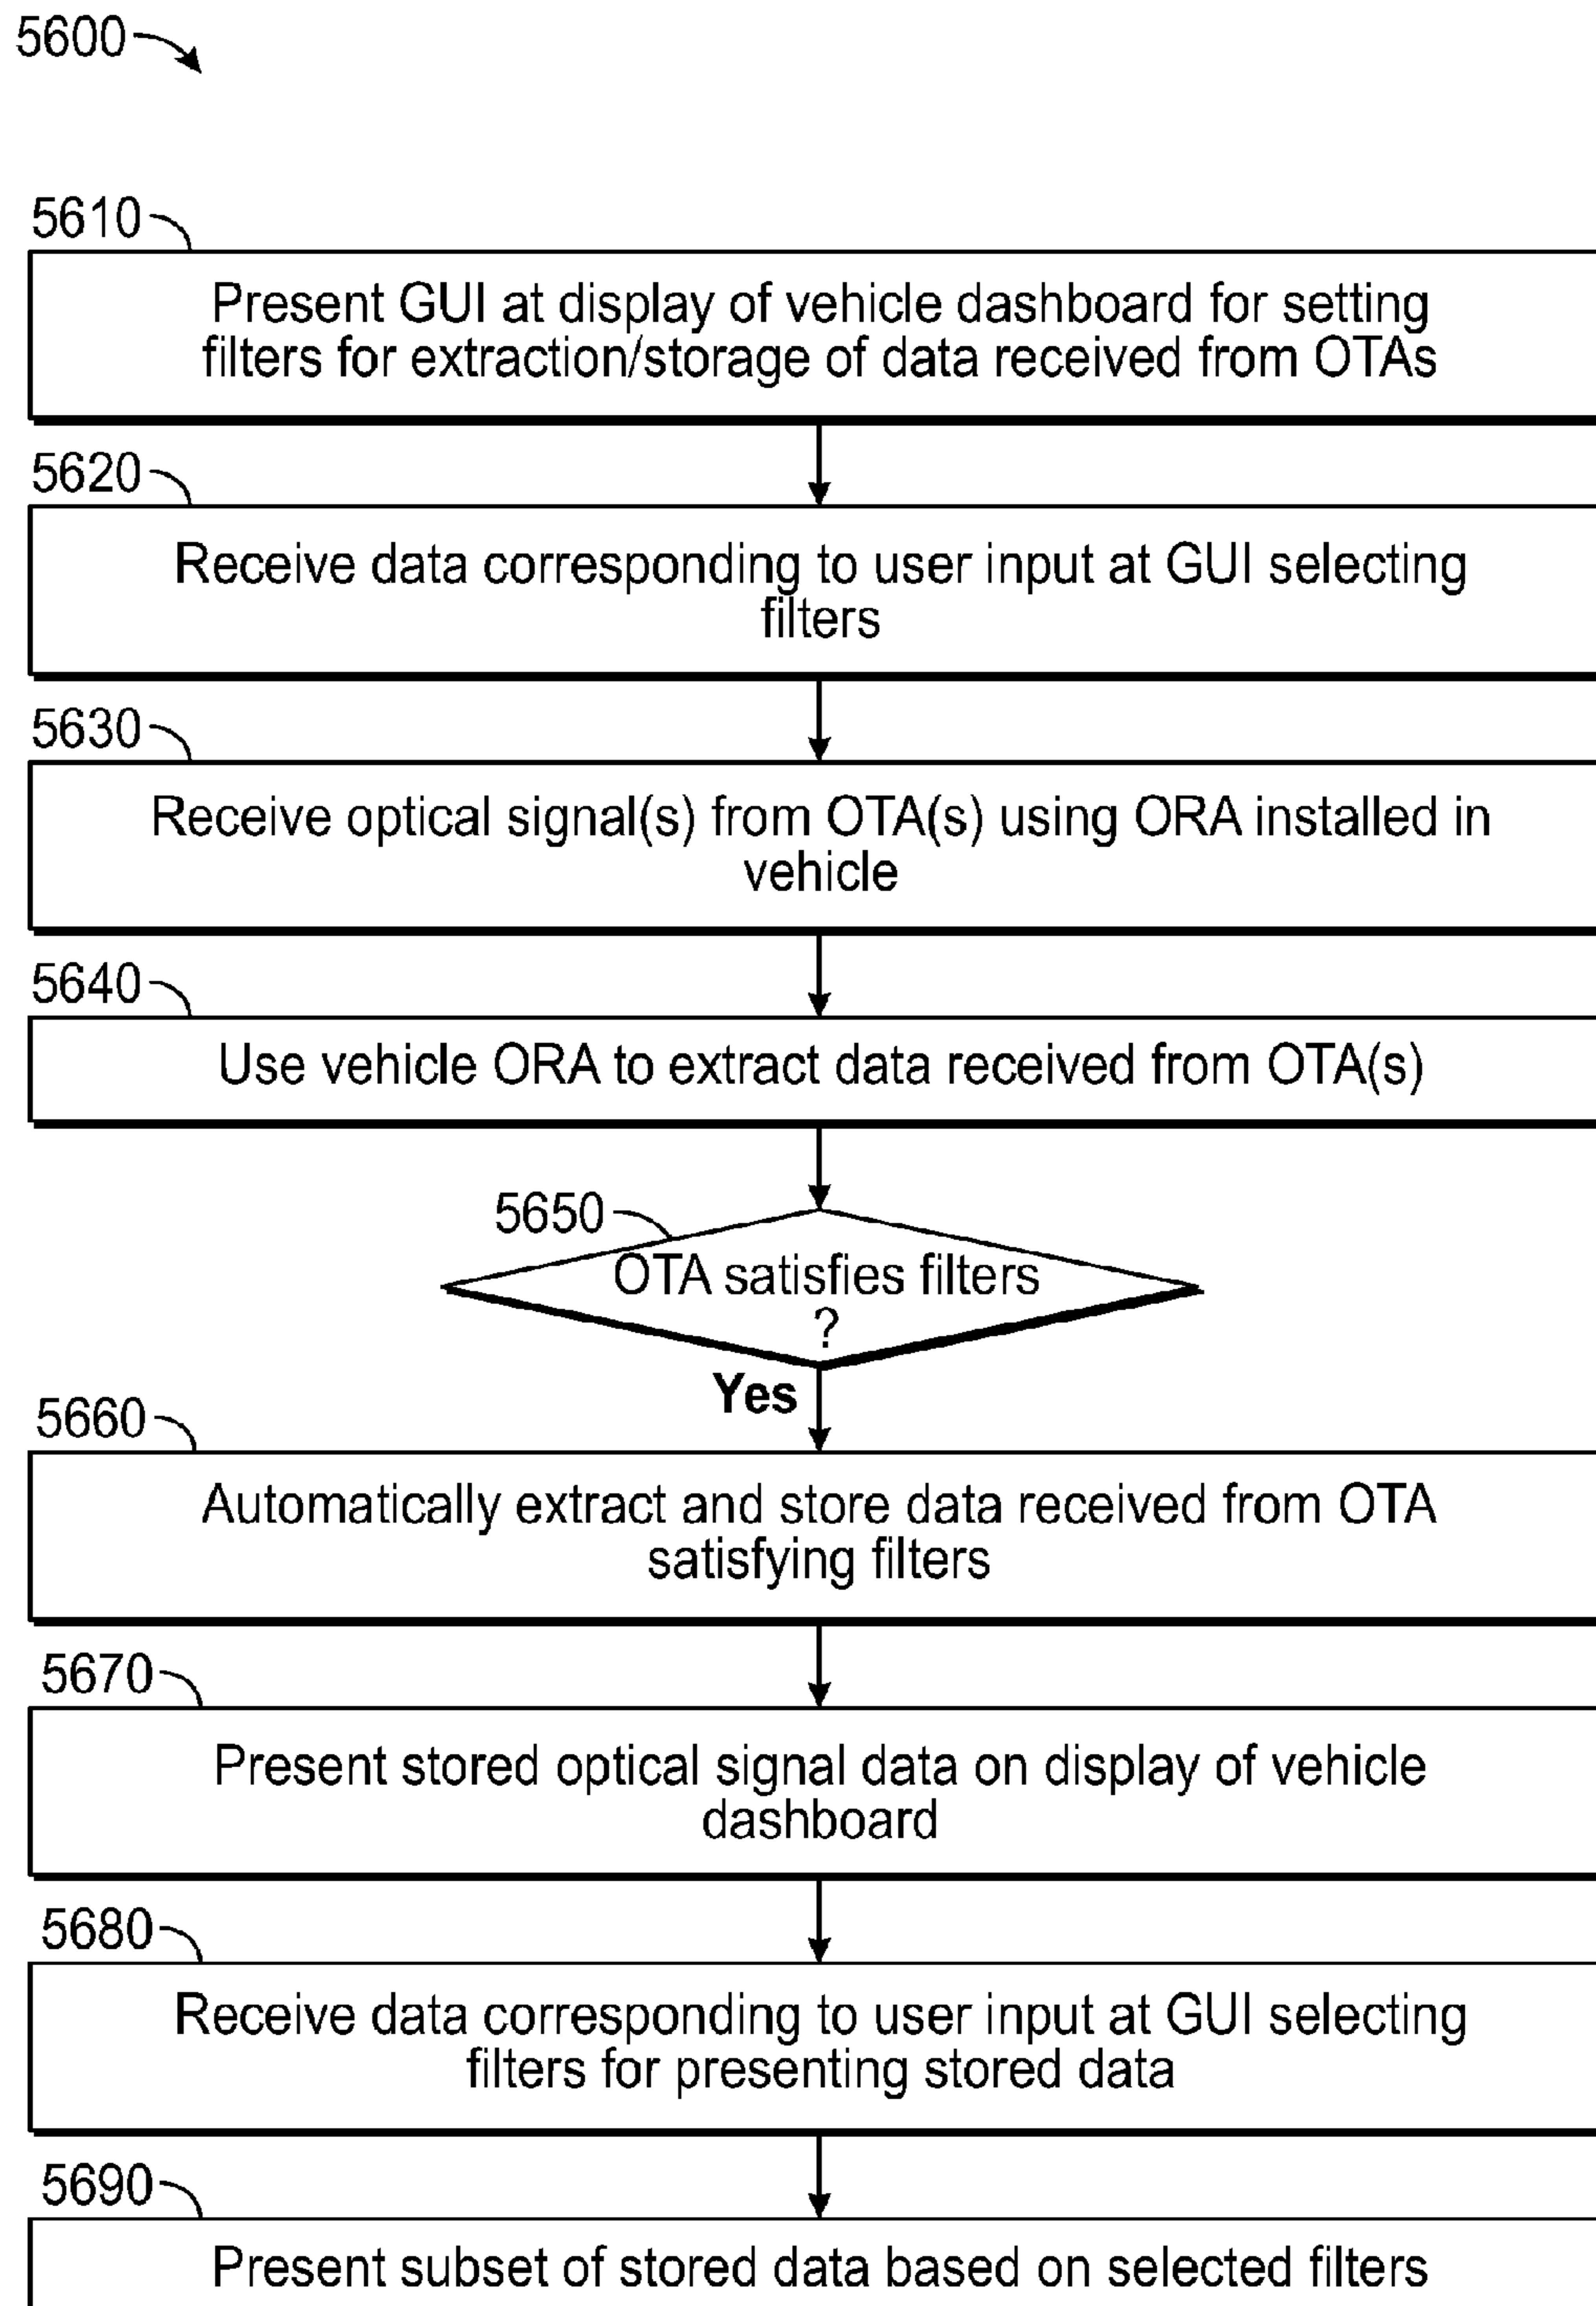 5600
5610
Present GUI at display of vehicle dashboard for setting
filters for extraction/storage of data received from OTAs
5620
Receive data corresponding to user input at GUI selecting
filters
5630
Receive optical signal(s) from OTA(s) using ORA installed in
vehicle
5640
Use vehicle ORA to extract data received from OTA(s)
5650
OTA satisfies filters
?
Yes
5660
Automatically extract and store data received from OTA
satisfying filters
5670
Present stored optical signal data on display of vehicle
dashboard
5680
Receive data corresponding to user input at GUI selecting
filters for presenting stored data
5690
Present subset of stored data based on selected filters